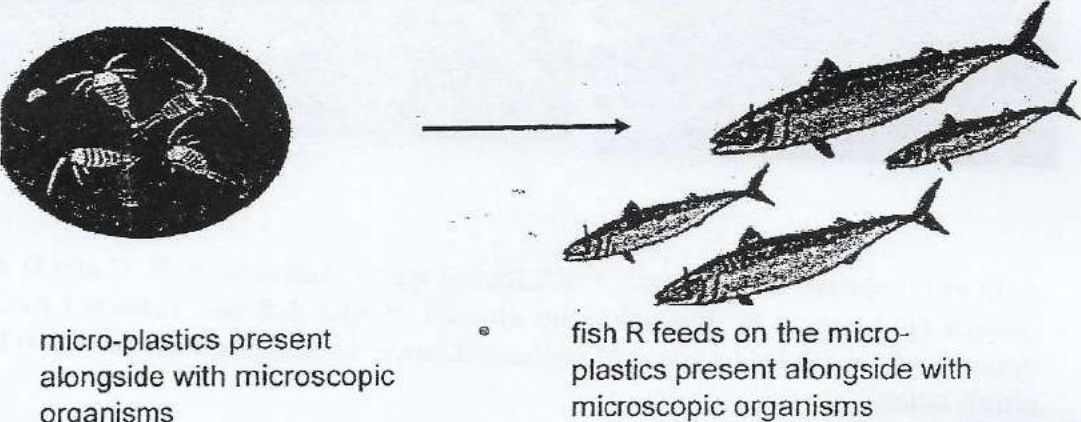 micro-plastics present
alongside with microscopic
organisms
fish R feeds on the micro-
plastics present alongside with
microscopic organisms